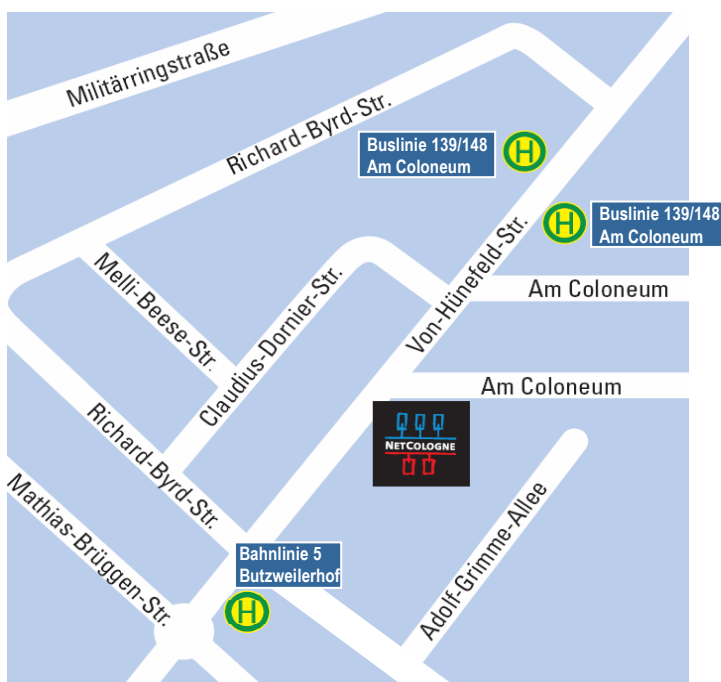 Militärringstraße
Richard-Byrd-Str.
Buslinie 139/148
Am Coloneum
H
Buslinie 139/148
Am Coloneum
H
Melli-Beese-Str.
Claudius-Dornier-Str.
Von-Hünefeld-Str.
Am Coloneum
Am Coloneum
NETCOLOGNE
Richard-Byrd-Str.
Mathias-Brüggen-Str.
Adolf-Grimme-Allee
Bahnlinie 5
Butzweilerhof
H